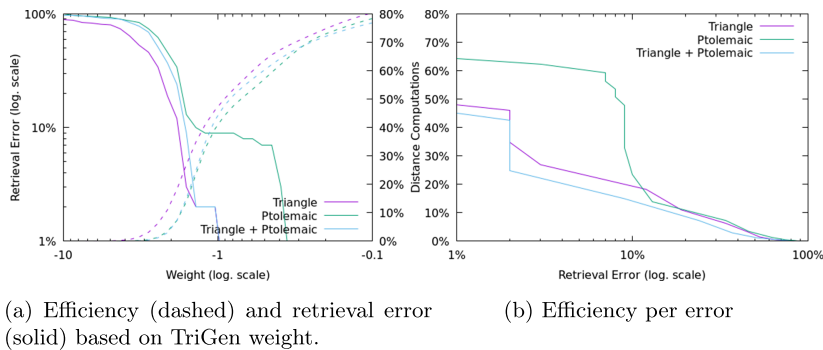 Retrieval Error (log. scale)
100%
10%
1%
-10
-1
-0.1
Weight (log. scale)
80%
70%
60%
50%
40%
30%
20%
10%
0%
Triangle
Ptolemaic
Triangle + Ptolemaic
Distance Computations
80%
70%
60%
50%
40%
30%
20%
10%
0%
1%
10%
100%
Retrieval Error (log. scale)
Triangle
Ptolemaic
Triangle + Ptolemaic
(a) Efficiency (dashed) and retrieval error
(solid) based on TriGen weight.
(b) Efficiency per error